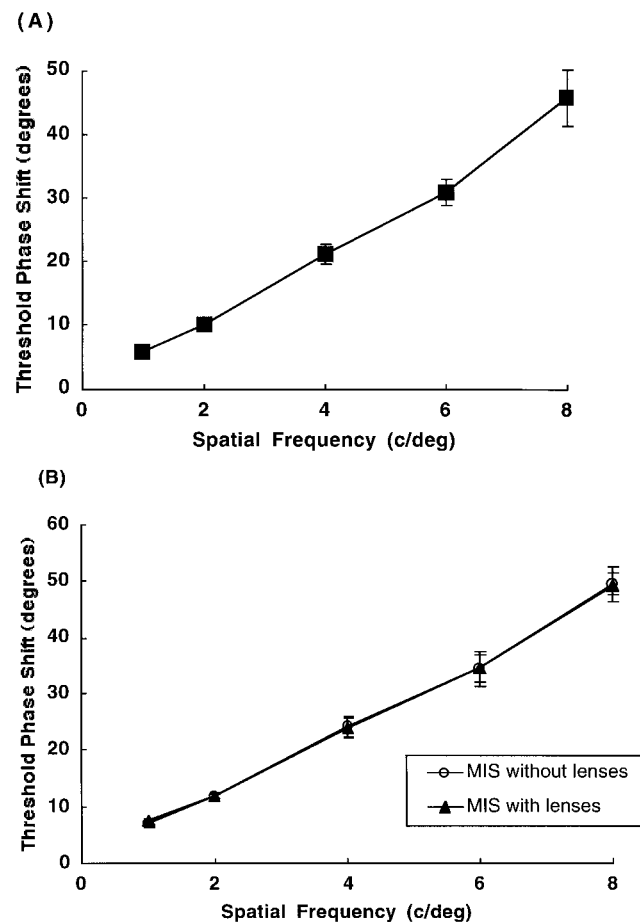 (A)
Threshold Phase Shift (degrees)
50
40
30
20
10
0
0 2 4 6 8
Spatial Frequency (c/deg)
(B)
Threshold Phase Shift (degrees)
60
50
40
30
20
10
0
MIS without lenses
MIS with lenses
0 2 4 6 8
Spatial Frequency (c/deg)